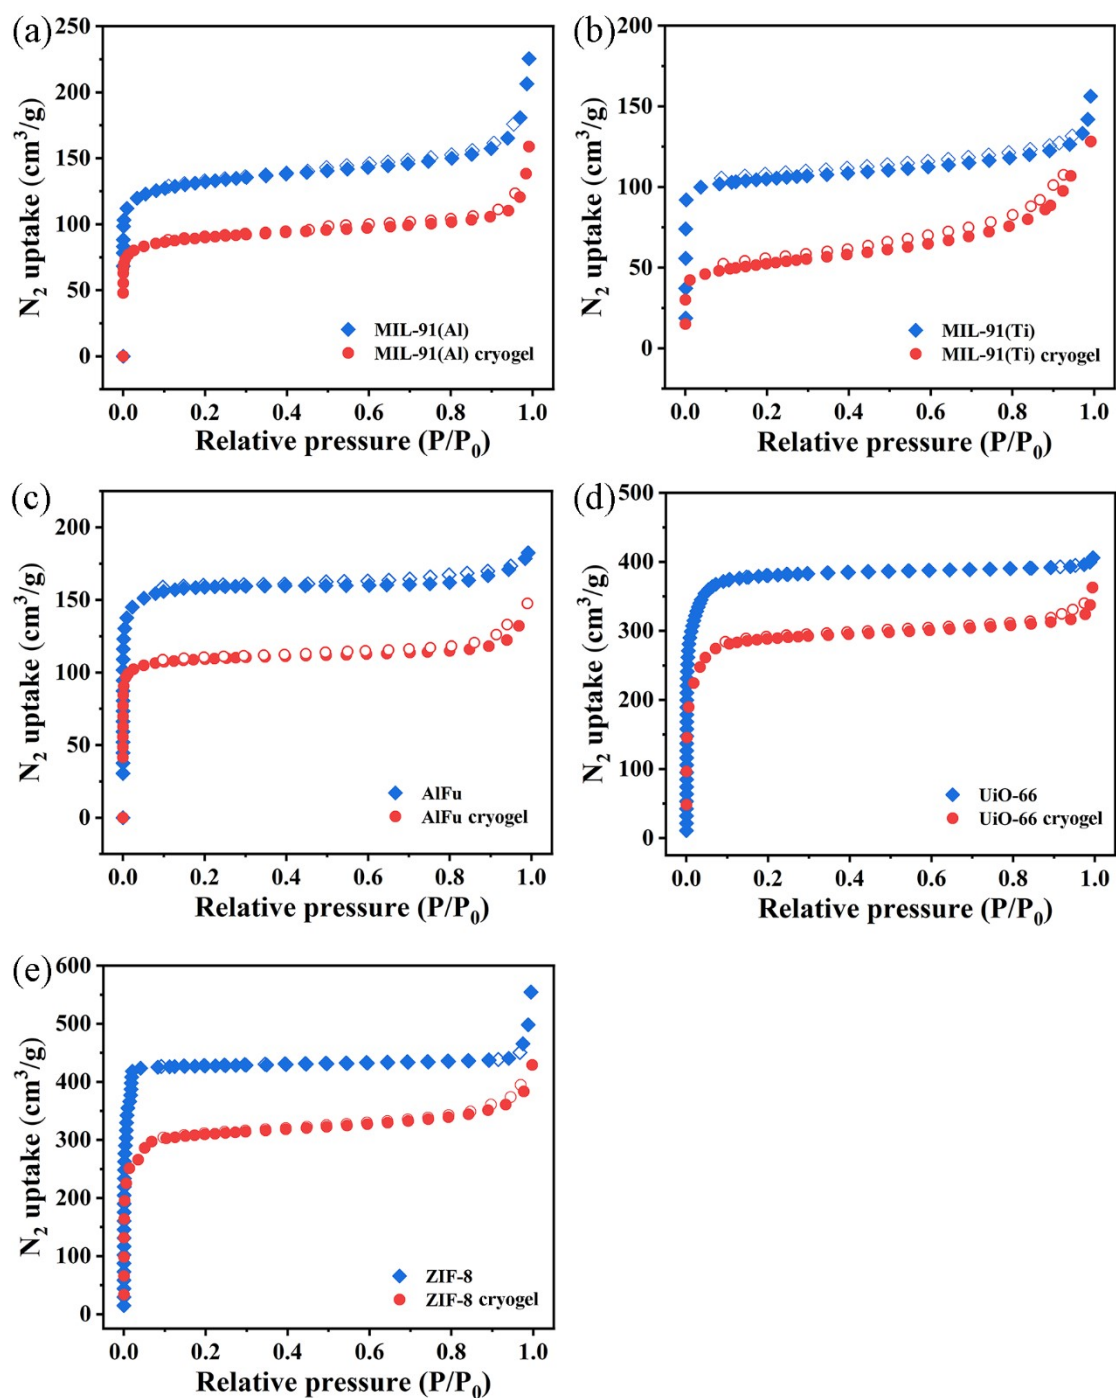 (a)
250
200
150
100
50
0
N₂ uptake (cm³/g)
MIL-91(Al)
MIL-91(Al) cryogel
0.0 0.2 0.4 0.6 0.8 1.0
Relative pressure (P/P₀)
(b)
200
150
100
50
0
N₂ uptake (cm³/g)
MIL-91(Ti)
MIL-91(Ti) cryogel
0.0 0.2 0.4 0.6 0.8 1.0
Relative pressure (P/P₀)
(c)
200
150
100
50
0
N₂ uptake (cm³/g)
AlFu
AlFu cryogel
0.0 0.2 0.4 0.6 0.8 1.0
Relative pressure (P/P₀)
(d)
500
400
300
200
100
0
N₂ uptake (cm³/g)
UiO-66
UiO-66 cryogel
0.0 0.2 0.4 0.6 0.8 1.0
Relative pressure (P/P₀)
(e)
600
500
400
300
200
100
0
N₂ uptake (cm³/g)
ZIF-8
ZIF-8 cryogel
0.0 0.2 0.4 0.6 0.8 1.0
Relative pressure (P/P₀)